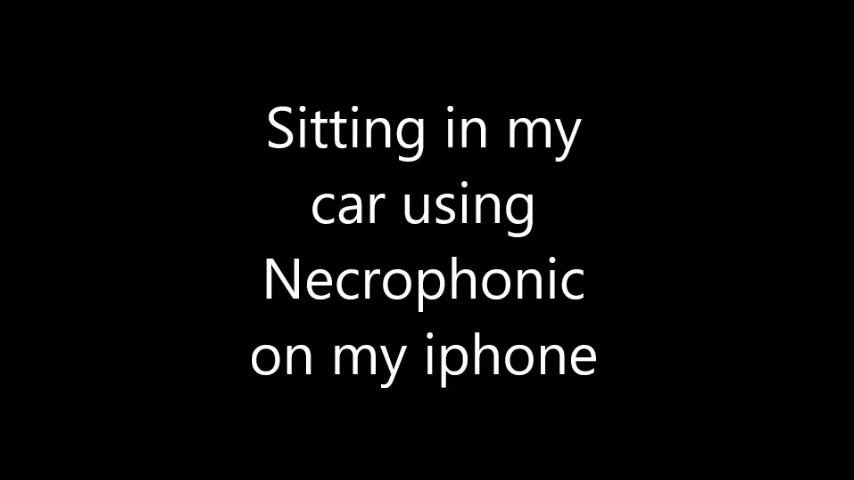 Sitting in my
car using
Necrophonic
on my iphone